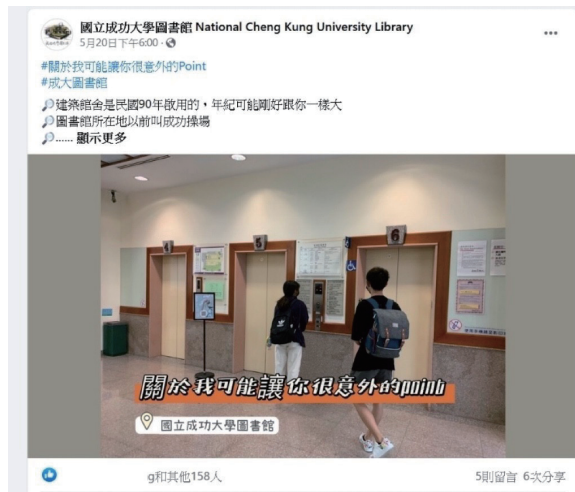 國立成功大學圖書館 National Cheng Kung University Library
5月20日下午6:00
#關於我可能讓你很意外的Point
#成大圖書館
🔎建築館舍是民國90年啟用的，年紀可能剛好跟你一樣大
🔎圖書館所在地以前叫成功操場
🔎...... 顯示更多
4
5
6
關於我可能讓你很意外的point
國立成功大學圖書館
g和其他158人
5則留言 6次分享